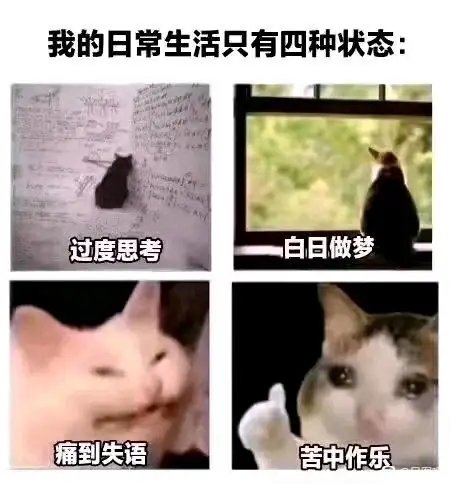 我的日常生活只有四种状态：
过度思考
白日做梦
痛到失语
苦中作乐